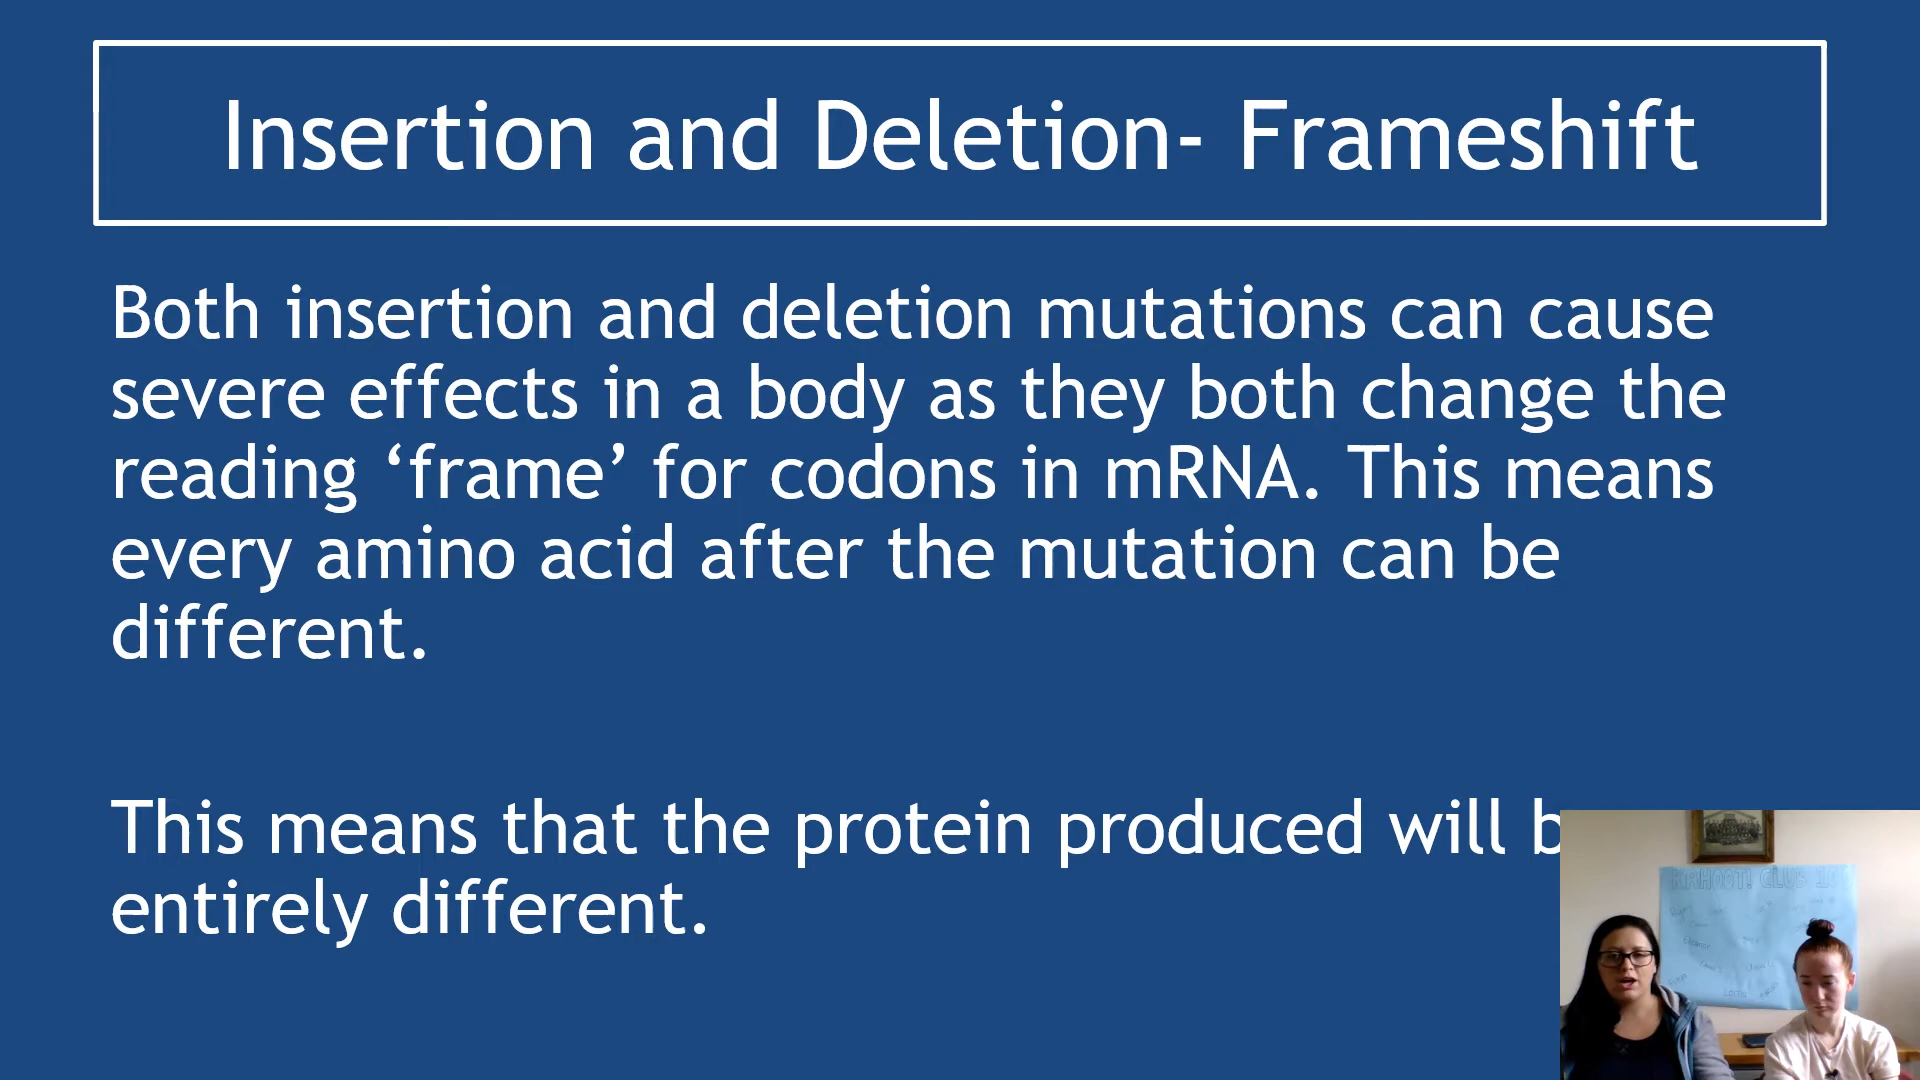 Insertion and Deletion- Frameshift
Both insertion and deletion mutations can cause
severe effects in a body as they both change the
reading ‘frame’ for codons in mRNA. This means
every amino acid after the mutation can be
different.
This means that the protein produced will
entirely different.
KAHOOT! CLUB